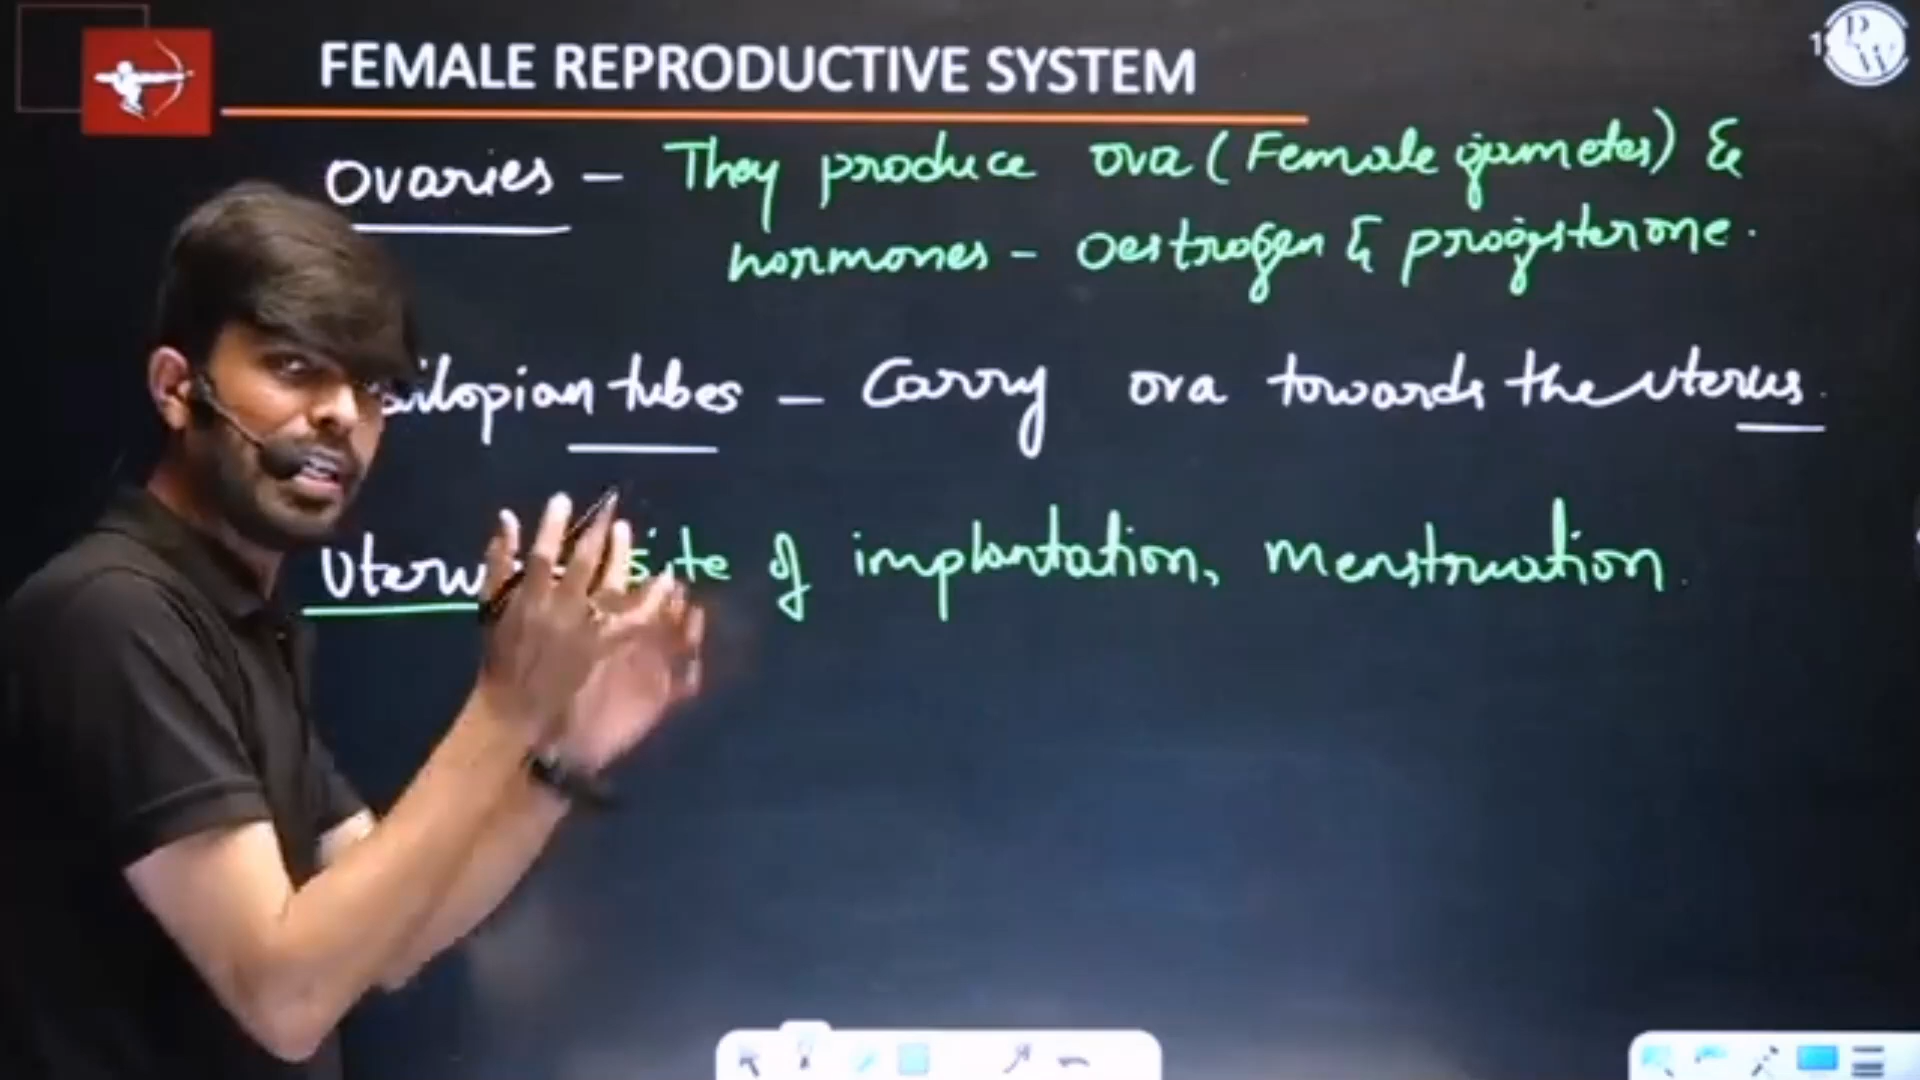 FEMALE REPRODUCTIVE SYSTEM
PW
Ovaries – They produce ova (Female gametes) &
hormones – Oestrogen & progesterone.
tubes – Carry ova towards the uterus.
site of implantation, menstruation.